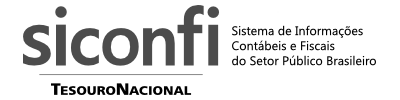 siconfi
Sistema de Informações
Contábeis e Fiscais
do Setor Público Brasileiro
TESOURONACIONAL